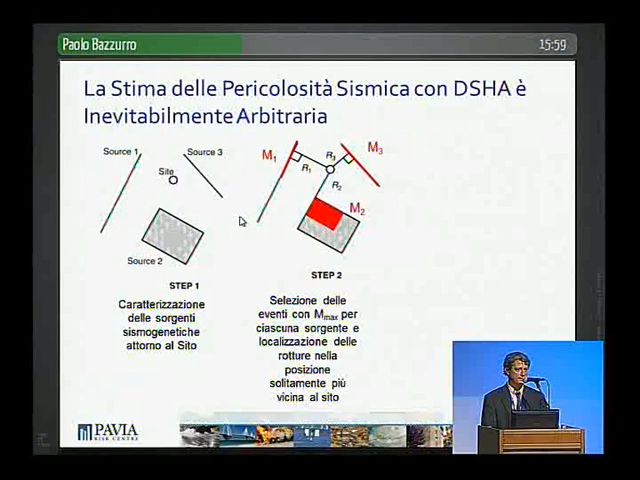 Paolo Bazzurro
15:59
La Stima delle Pericolosità Sismica con DSHA è
Inevitabilmente Arbitraria
Source 1
Source 3
Site
Source 2
STEP 1
Caratterizzazione
delle sorgenti
sismogenetiche
attorno al Sito
M1
M3
R3
R1
R2
M2
STEP 2
Selezione delle
eventi con Mmax per
ciascuna sorgente e
localizzazione delle
rotture nella
posizione
solitamente più
vicina al sito
PAVIA
RISK CENTRE